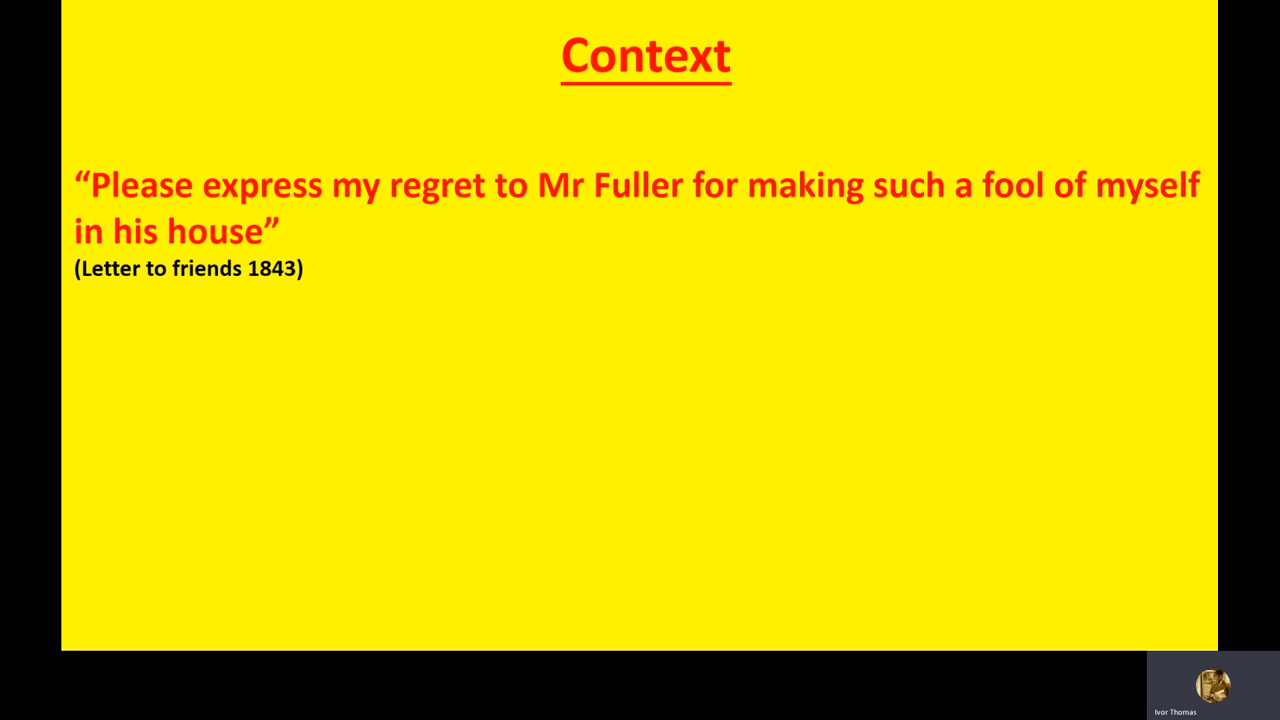 Context
“Please express my regret to Mr Fuller for making such a fool of myself
in his house”
(Letter to friends 1843)
Ivor Thomas